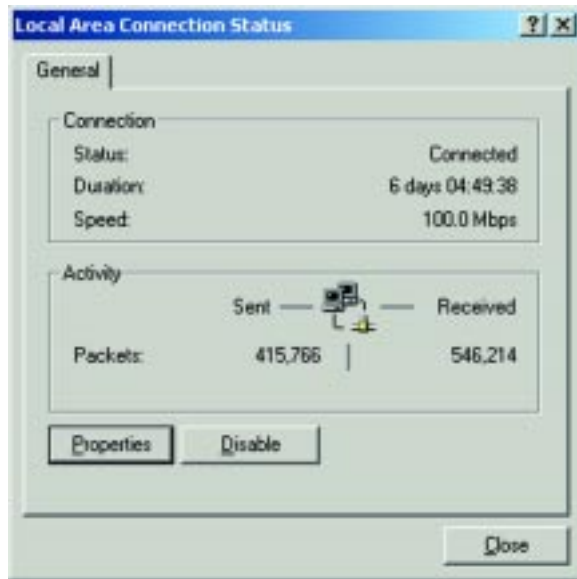 Local Area Connection Status
General
Connection
Status: Connected
Duration: 6 days 04:49:38
Speed: 100.0 Mbps
Activity
Sent Received
Packets: 415,766 546,214
Properties Disable
Close